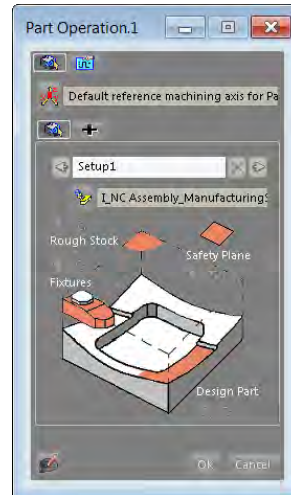 Part Operation.1
Default reference machining axis for Pa
Setup1
I_NC Assembly_Manufacturing
Rough Stock
Safety Plane
Fixtures
Design Part
Ok Cancel